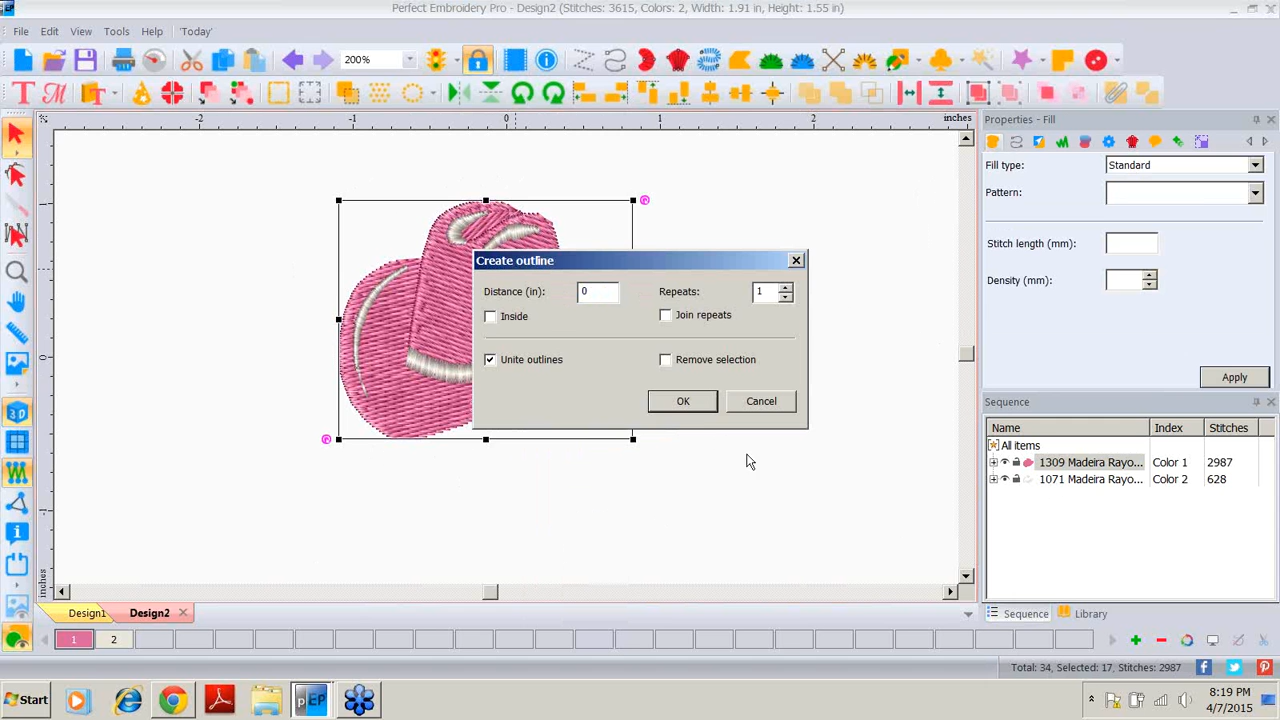 Perfect Embroidery Pro - Design2 (Stitches: 3615, Colors: 2, Width: 1.91 in, Height: 1.55 in)
File Edit View Tools Help 'Today'
200%
-2 -1 0 1 2 inches
Properties - Fill
Fill type: Standard
Pattern:
Stitch length (mm):
Density (mm):
Apply
Create outline
Distance (in): 0 Repeats: 1
Inside Join repeats
Unite outlines Remove selection
OK Cancel
Sequence
Name Index Stitches
All items
1309 Madeira Rayo... Color 1 2987
1071 Madeira Rayo... Color 2 628
inches
Design1 Design2
Sequence Library
1 2
Total: 34, Selected: 17, Stitches: 2987
Start
pEP
8:19 PM
4/7/2015